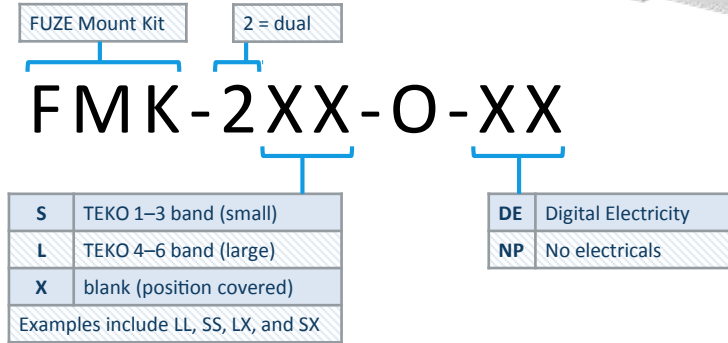 FUZE Mount Kit 2 = dual
FMK-2XX-O-XX
S TEKO 1–3 band (small)
L TEKO 4–6 band (large)
X blank (position covered)
Examples include LL, SS, LX, and SX
DE Digital Electricity
NP No electricals